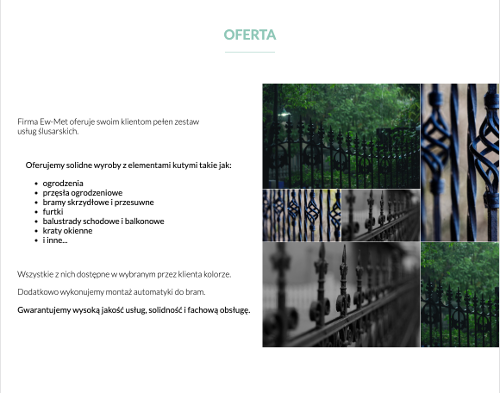 OFERTA
Firma Ew-Met oferuje swoim klientom pełen zestaw
usług ślusarskich.
Oferujemy solidne wyroby z elementami kutymi takie jak:
ogrodzenia
przęsła ogrodzeniowe
bramy skrzydłowe i przesuwne
furtki
balustrady schodowe i balkonowe
kraty okienne
i inne...
Wszystkie z nich dostępne w wybranym przez klienta kolorze.
Dodatkowo wykonujemy montaż automatyki do bram.
Gwarantujemy wysoką jakość usług, solidność i fachową obsługę.